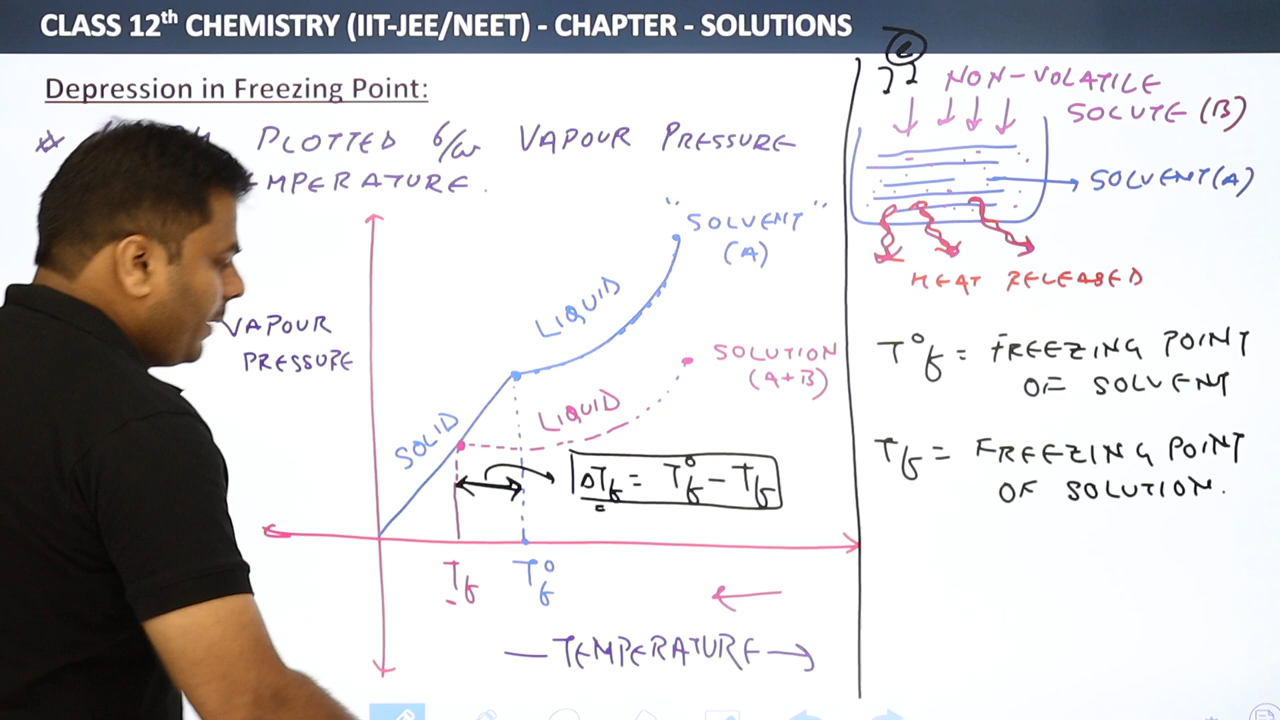 CLASS 12th CHEMISTRY (IIT-JEE/NEET) - CHAPTER - SOLUTIONS
Depression in Freezing Point:
PLOTTED b/w VAPOUR PRESSURE
MPERATURE.
"SOLVENT"
(A)
LIQUID
VAPOUR
PRESSURE
SOLUTION
(A+B)
LIQUID
SOLID
ΔTf = T°f - Tf
Tf T°f
TEMPERATURE
NON-VOLATILE
SOLUTE (B)
SOLVENT (A)
HEAT RELEASED
T°f = FREEZING POINT
OF SOLVENT
Tf = FREEZING POINT
OF SOLUTION.